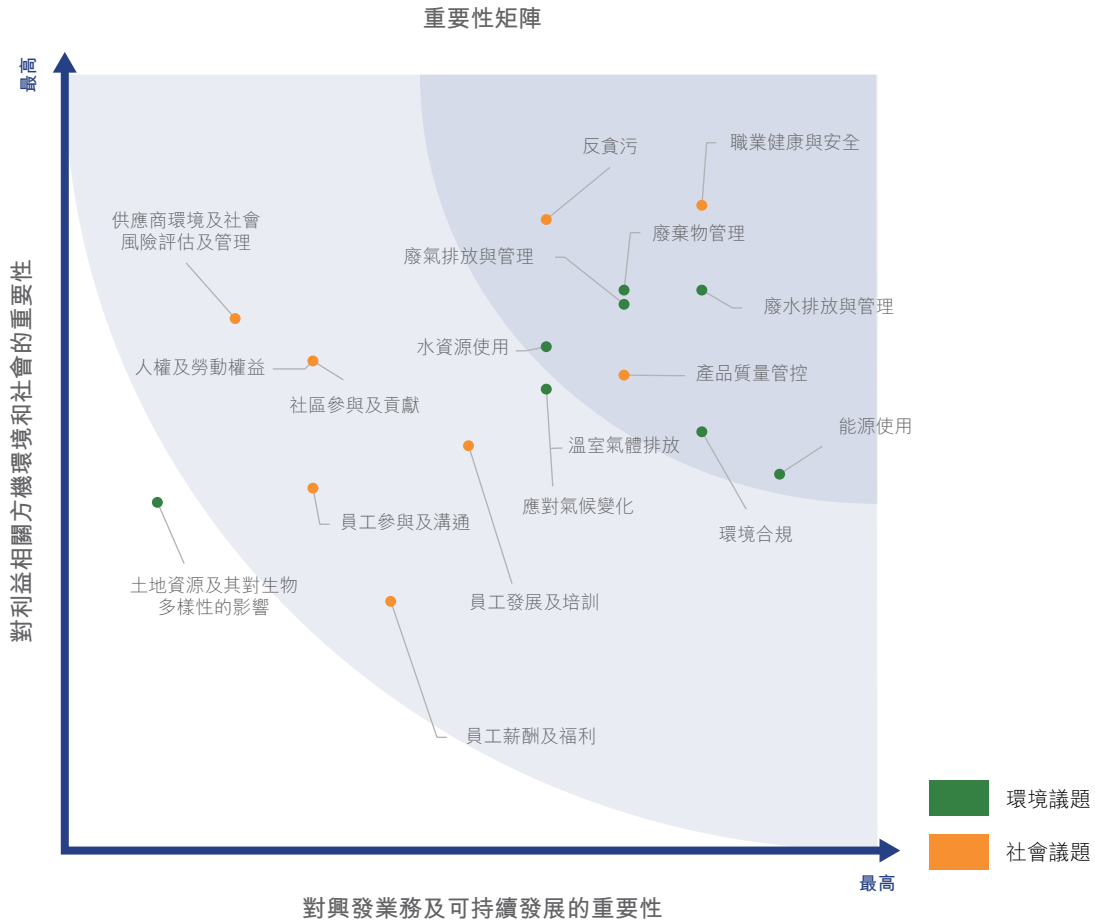 重要性矩陣
最高
對利益相關方機環境和社會的重要性
反貪污
職業健康與安全
供應商環境及社會
風險評估及管理
廢棄物管理
廢氣排放與管理
廢水排放與管理
水資源使用
人權及勞動權益
產品質量管控
社區參與及貢獻
能源使用
溫室氣體排放
應對氣候變化
員工參與及溝通
環境合規
土地資源及其對生物
多樣性的影響
員工發展及培訓
員工薪酬及福利
環境議題
社會議題
最高
對興發業務及可持續發展的重要性